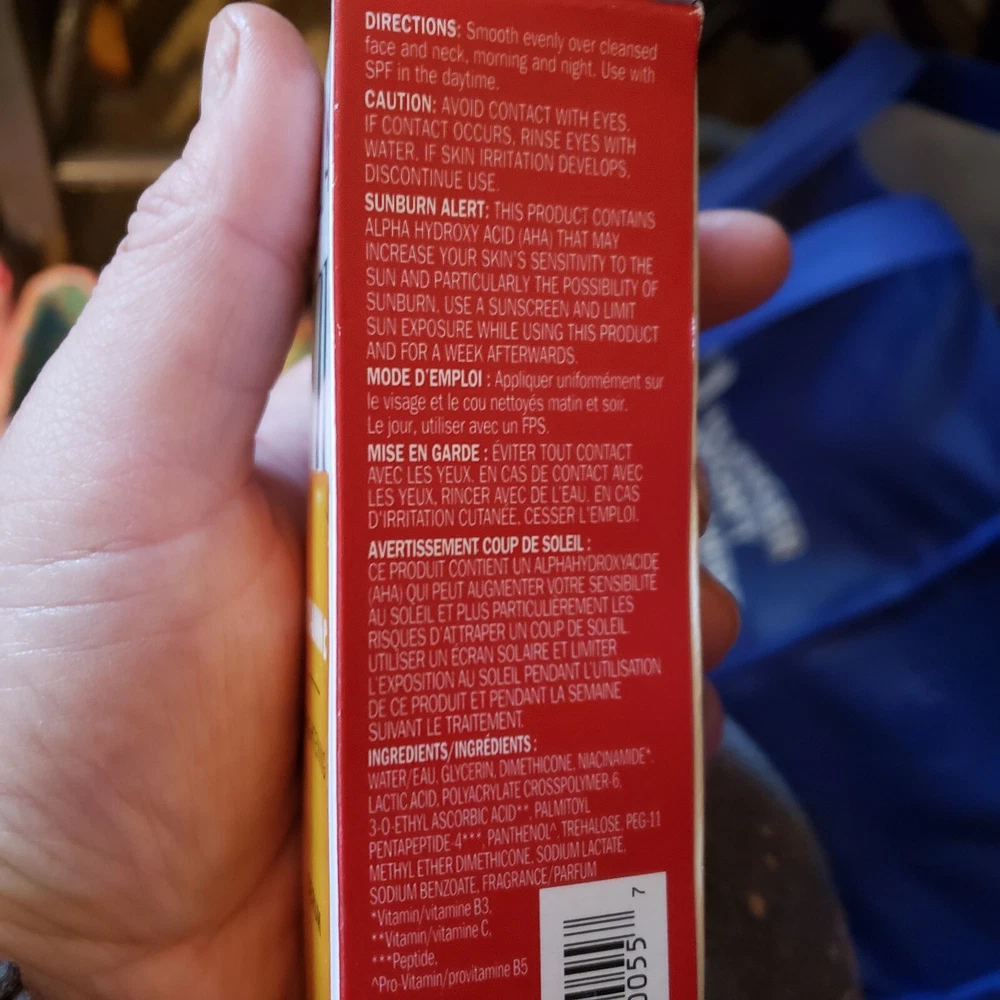 DIRECTIONS: Smooth evenly over cleansed
face and neck, morning and night. Use with
SPF in the daytime.
CAUTION: AVOID CONTACT WITH EYES.
IF CONTACT OCCURS, RINSE EYES WITH
WATER. IF SKIN IRRITATION DEVELOPS,
DISCONTINUE USE.
SUNBURN ALERT: THIS PRODUCT CONTAINS
ALPHA HYDROXY ACID (AHA) THAT MAY
INCREASE YOUR SKIN'S SENSITIVITY TO THE
SUN AND PARTICULARLY THE POSSIBILITY OF
SUNBURN. USE A SUNSCREEN AND LIMIT
SUN EXPOSURE WHILE USING THIS PRODUCT
AND FOR A WEEK AFTERWARDS.
MODE D'EMPLOI : Appliquer uniformément sur
le visage et le cou nettoyés matin et soir.
Le jour, utiliser avec un FPS.
MISE EN GARDE : ÉVITER TOUT CONTACT
AVEC LES YEUX. EN CAS DE CONTACT AVEC
LES YEUX, RINCER AVEC DE L'EAU. EN CAS
D'IRRITATION CUTANÉE, CESSER L'EMPLOI.
AVERTISSEMENT COUP DE SOLEIL :
CE PRODUIT CONTIENT UN ALPHAHYDROXYACIDE
(AHA) QUI PEUT AUGMENTER VOTRE SENSIBILITÉ
AU SOLEIL ET PLUS PARTICULIÈREMENT LES
RISQUES D'ATTRAPER UN COUP DE SOLEIL.
UTILISER UN ÉCRAN SOLAIRE ET LIMITER
L'EXPOSITION AU SOLEIL PENDANT L'UTILISATION
DE CE PRODUIT ET PENDANT LA SEMAINE
SUIVANT LE TRAITEMENT.
INGREDIENTS/INGRÉDIENTS :
WATER/EAU, GLYCERIN, DIMETHICONE, NIACINAMIDE*,
LACTIC ACID, POLYACRYLATE CROSSPOLYMER-6,
3-O-ETHYL ASCORBIC ACID**, PALMITOYL
PENTAPEPTIDE-4***, PANTHENOL^, TREHALOSE, PEG-11
METHYL ETHER DIMETHICONE, SODIUM LACTATE,
SODIUM BENZOATE, FRAGRANCE/PARFUM
*Vitamin/vitamine B3,
**Vitamin/vitamine C,
***Peptide,
^Pro-Vitamin/provitamine B5
0055 7